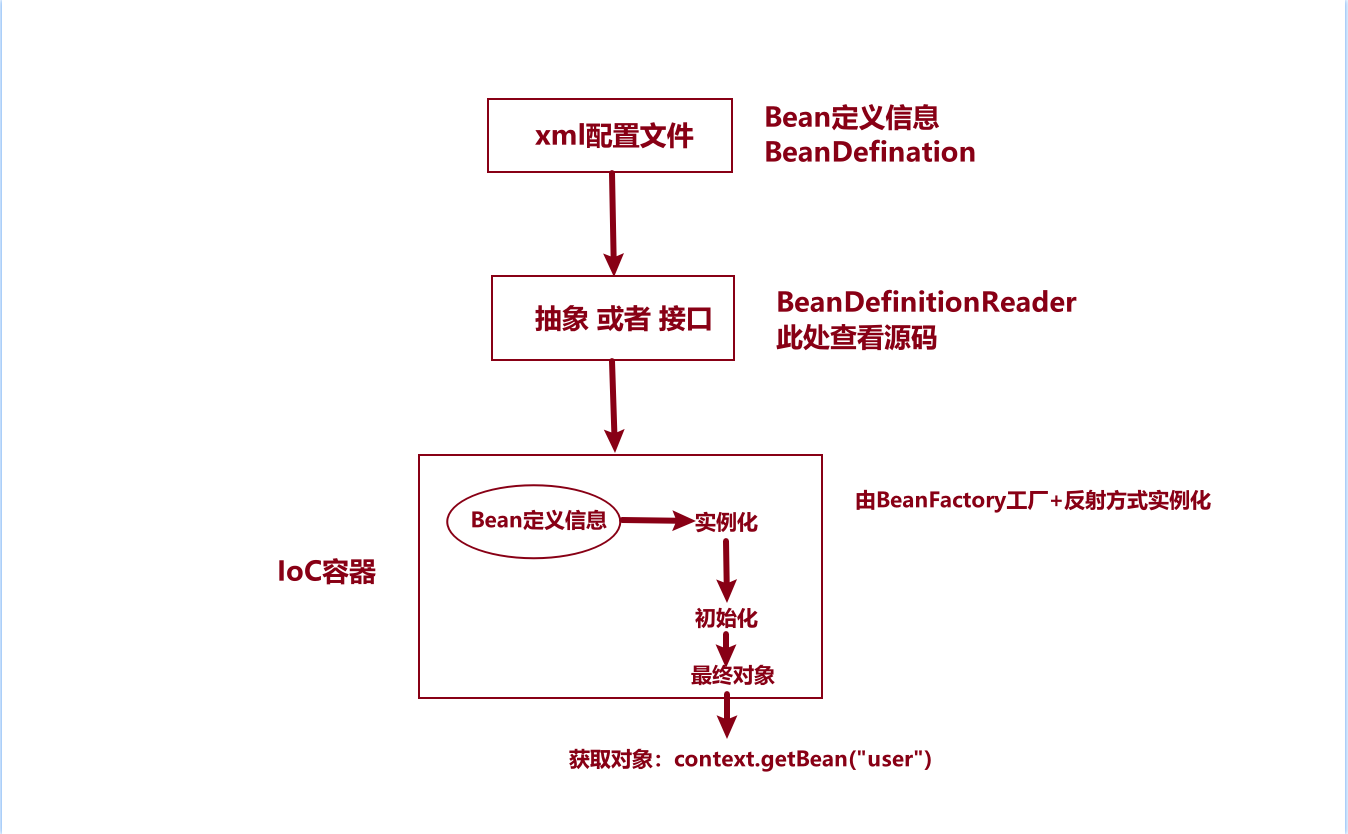 xml配置文件
Bean定义信息
BeanDefination
抽象 或者 接口
BeanDefinitionReader
此处查看源码
Bean定义信息
实例化
由BeanFactory工厂+反射方式实例化
IoC容器
初始化
最终对象
获取对象：context.getBean("user")